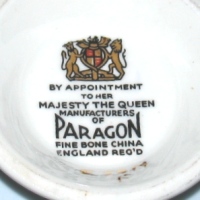 BY APPOINTMENT
TO HER
MAJESTY THE QUEEN
MANUFACTURERS
OF
PARAGON
FINE BONE CHINA
ENGLAND REG'D